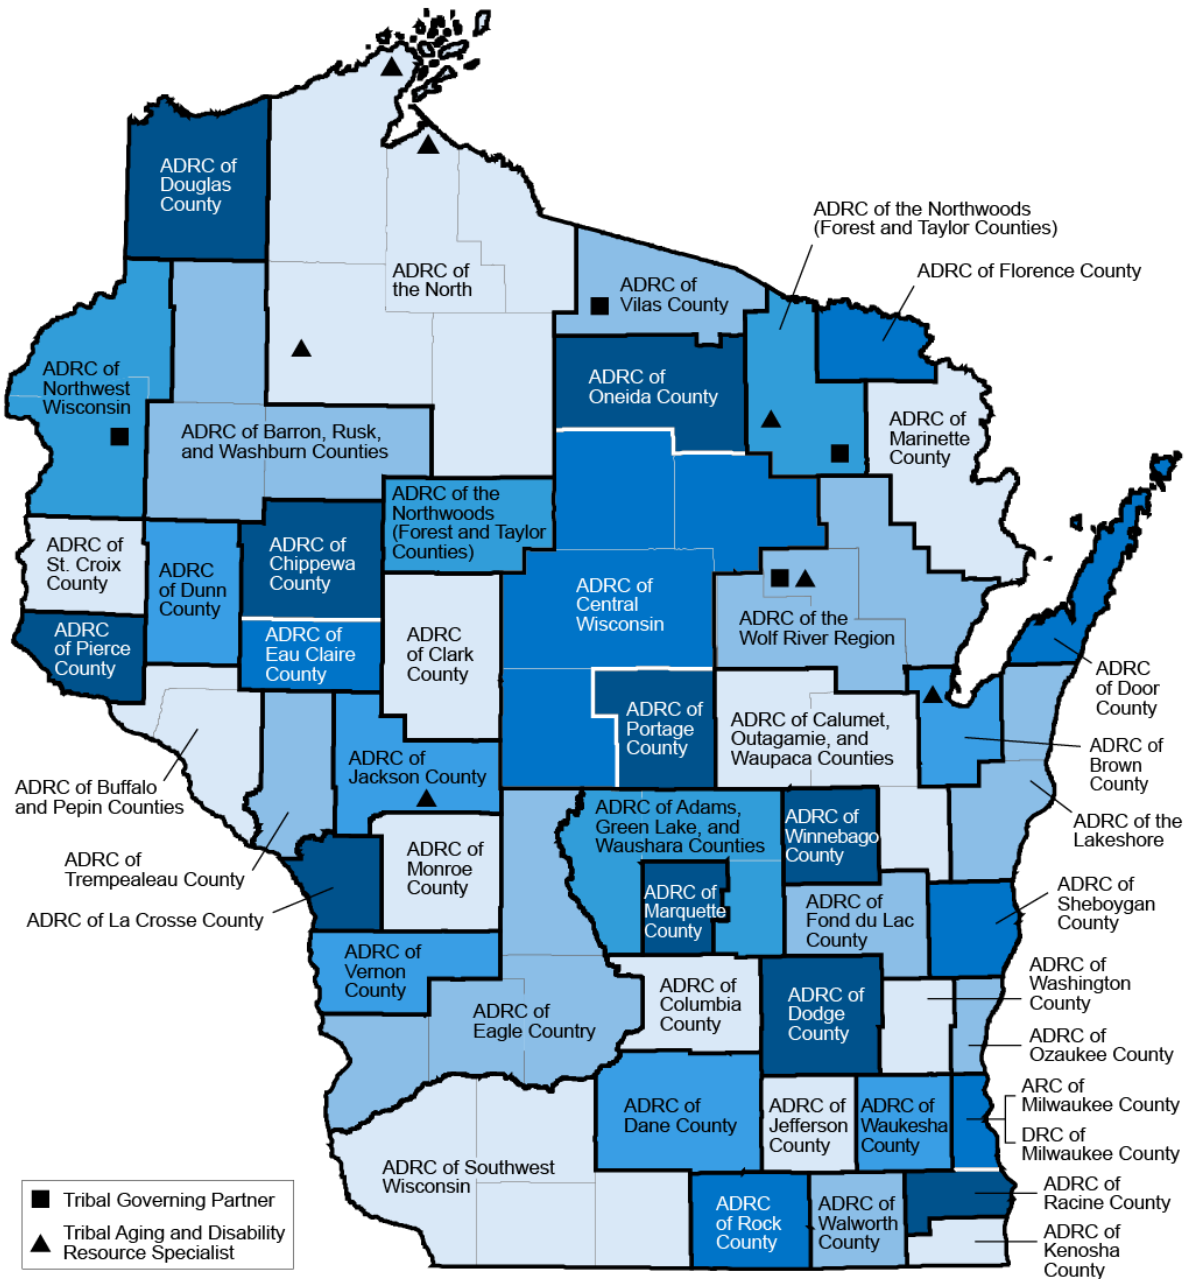 ADRC of
Douglas
County
ADRC of the Northwoods
(Forest and Taylor Counties)
ADRC of Florence County
ADRC of
the North
ADRC of
Vilas County
ADRC of
Northwest
Wisconsin
ADRC of
Oneida County
ADRC of
Marinette
County
ADRC of Barron, Rusk,
and Washburn Counties
ADRC of the
Northwoods
(Forest and Taylor
Counties)
ADRC of
St. Croix
County
ADRC
of Dunn
County
ADRC of
Chippewa
County
ADRC of
Central
Wisconsin
ADRC of the
Wolf River Region
ADRC
of Pierce
County
ADRC of
Eau Claire
County
ADRC
of Clark
County
ADRC
of Door
County
ADRC of
Portage
County
ADRC of Calumet,
Outagamie, and
Waupaca Counties
ADRC of
Brown
County
ADRC of
Jackson County
ADRC of Buffalo
and Pepin Counties
ADRC of Adams,
Green Lake, and
Waushara Counties
ADRC of
Winnebago
County
ADRC of the
Lakeshore
ADRC of
Trempealeau County
ADRC of
Monroe
County
ADRC of
Marquette
County
ADRC of
Fond du Lac
County
ADRC of
Sheboygan
County
ADRC of La Crosse County
ADRC of
Vernon
County
ADRC of
Eagle Country
ADRC of
Columbia
County
ADRC of
Dodge
County
ADRC of
Washington
County
ADRC of
Ozaukee County
ADRC of
Dane County
ADRC of
Jefferson
County
ADRC of
Waukesha
County
ARC of
Milwaukee County
DRC of
Milwaukee County
ADRC of Southwest
Wisconsin
ADRC
of Rock
County
ADRC of
Walworth
County
ADRC of
Racine County
ADRC of
Kenosha
County
Tribal Governing Partner
Tribal Aging and Disability
Resource Specialist